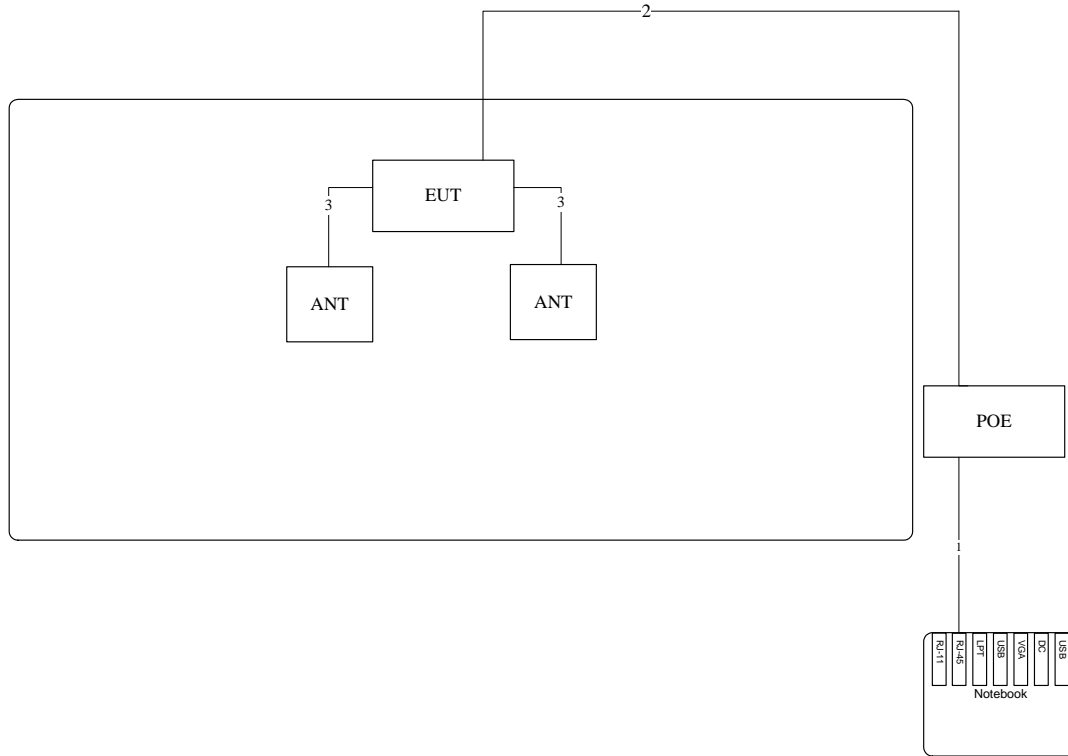 2
EUT
3
3
ANT
ANT
POE
1
RJ-11
RJ-45
LPT
USB
VGA
DC
USB
Notebook